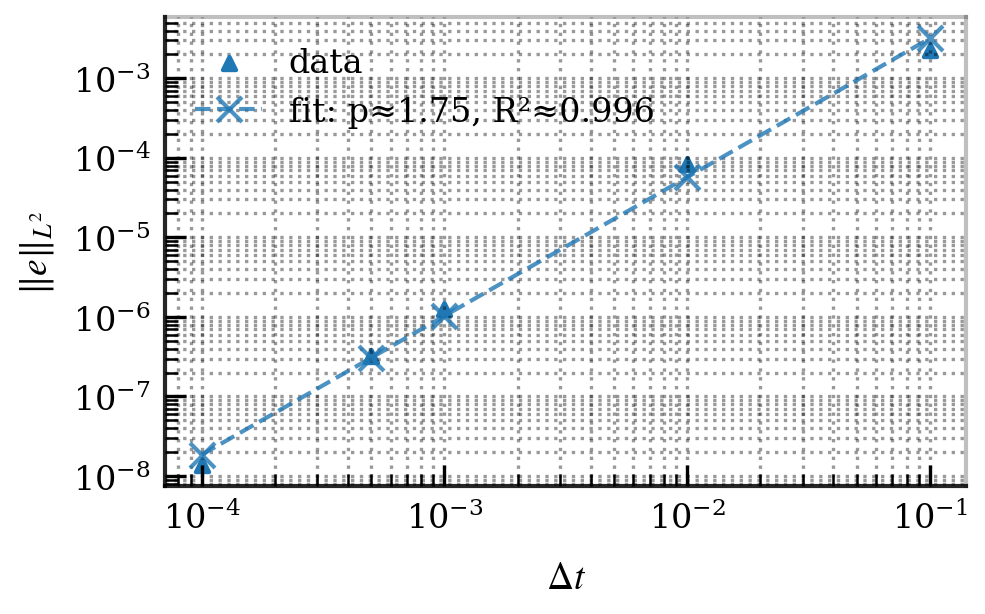 data
fit: p≈1.75, R²≈0.996
10⁻³
10⁻⁴
10⁻⁵
10⁻⁶
10⁻⁷
10⁻⁸
||e||_{L²}
10⁻⁴ 10⁻³ 10⁻² 10⁻¹
Δt